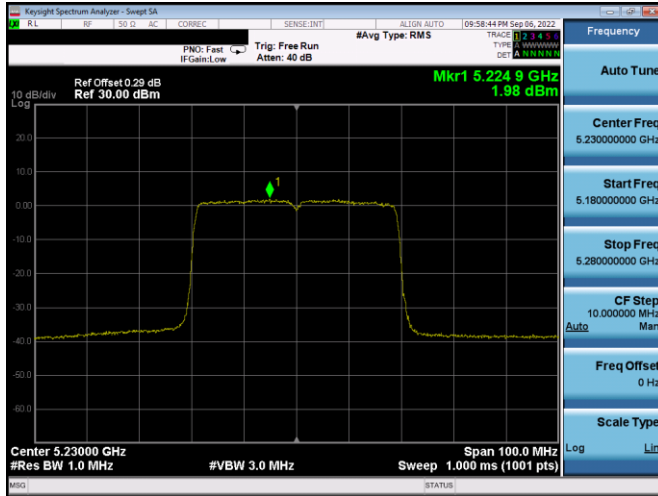 Keysight Spectrum Analyzer - Swept SA
RL RF 50 Ω AC CORREC SENSE:INT ALIGN AUTO 09:58:44 PM Sep 06, 2022
#Avg Type: RMS
TRACE 1 2 3 4 5 6
TYPE A WWWWW
DET A N N N N N
PNO: Fast
IFGain:Low
Trig: Free Run
Atten: 40 dB
Ref Offset 0.29 dB
Ref 30.00 dBm
10 dB/div
Log
Mkr1 5.224 9 GHz
1.98 dBm
20.0
10.0
0.00
-10.0
-20.0
-30.0
-40.0
-50.0
-60.0
1
Center 5.23000 GHz
#Res BW 1.0 MHz
#VBW 3.0 MHz
Span 100.0 MHz
Sweep 1.000 ms (1001 pts)
MSG
STATUS
Frequency
Auto Tune
Center Freq
5.230000000 GHz
Start Freq
5.180000000 GHz
Stop Freq
5.280000000 GHz
CF Step
10.000000 MHz
Auto Man
Freq Offset
0 Hz
Scale Type
Log Lin